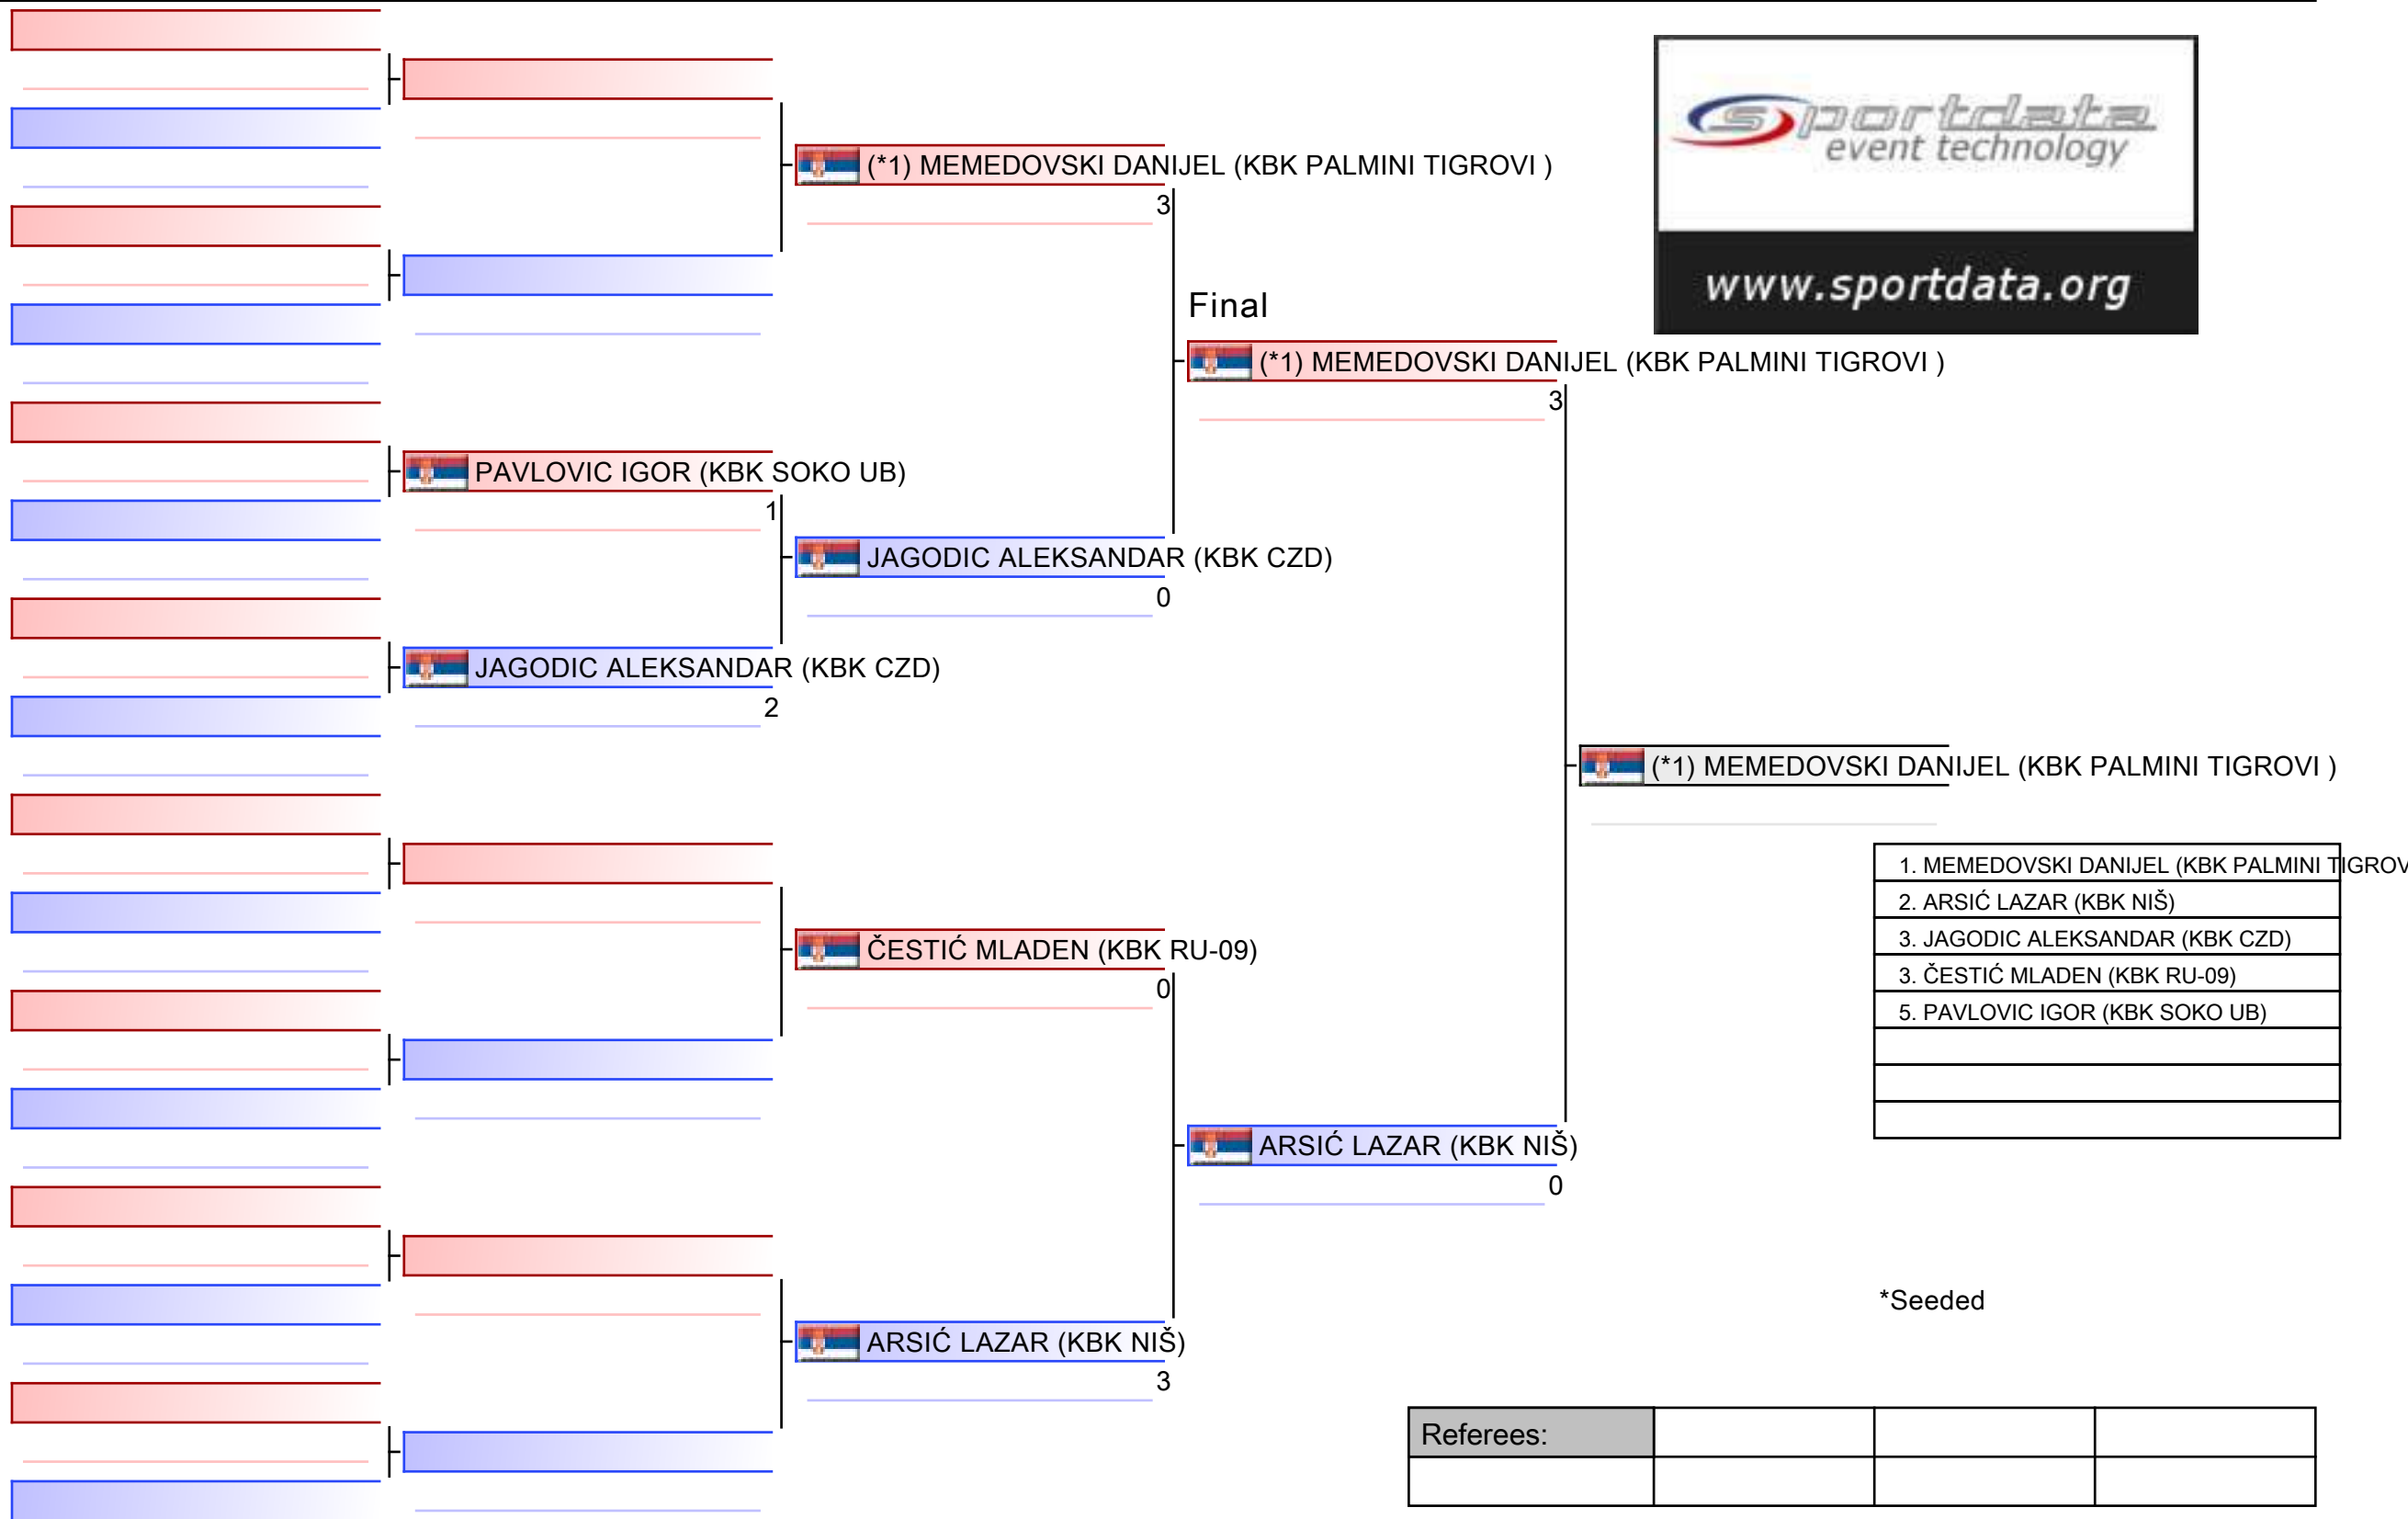 sportdata
event technology
www.sportdata.org
(*1) MEMEDOVSKI DANIJEL (KBK PALMINI TIGROVI )
3
Final
(*1) MEMEDOVSKI DANIJEL (KBK PALMINI TIGROVI )
3
PAVLOVIC IGOR (KBK SOKO UB)
1
JAGODIC ALEKSANDAR (KBK CZD)
0
JAGODIC ALEKSANDAR (KBK CZD)
2
(*1) MEMEDOVSKI DANIJEL (KBK PALMINI TIGROVI )
1. MEMEDOVSKI DANIJEL (KBK PALMINI TIGROV
2. ARSIĆ LAZAR (KBK NIŠ)
3. JAGODIC ALEKSANDAR (KBK CZD)
3. ČESTIĆ MLADEN (KBK RU-09)
5. PAVLOVIC IGOR (KBK SOKO UB)
ČESTIĆ MLADEN (KBK RU-09)
0
ARSIĆ LAZAR (KBK NIŠ)
0
ARSIĆ LAZAR (KBK NIŠ)
3
*Seeded
Referees: